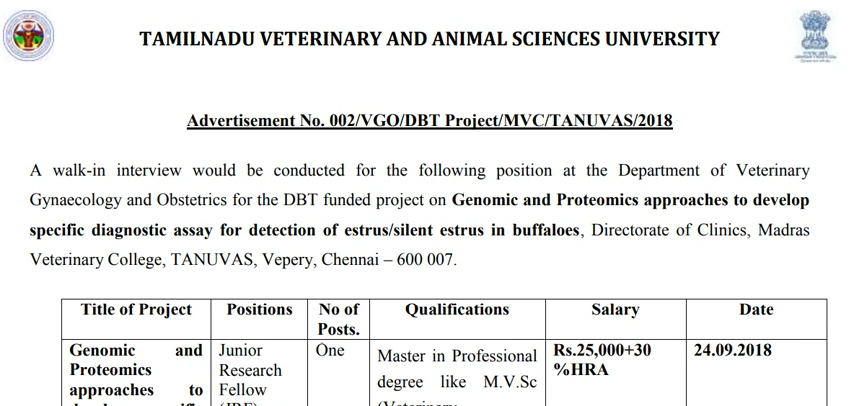 TAMILNADU VETERINARY AND ANIMAL SCIENCES UNIVERSITY
Advertisement No. 002/VGO/DBT Project/MVC/TANUVAS/2018
A walk-in interview would be conducted for the following position at the Department of Veterinary
Gynaecology and Obstetrics for the DBT funded project on Genomic and Proteomics approaches to develop
specific diagnostic assay for detection of estrus/silent estrus in buffaloes, Directorate of Clinics, Madras
Veterinary College, TANUVAS, Vepery, Chennai – 600 007.
Title of Project Positions No of Posts. Qualifications Salary Date
Genomic and Junior One Master in Professional Rs.25,000+30 24.09.2018
Proteomics Research degree like M.V.Sc %HRA
approaches to Fellow